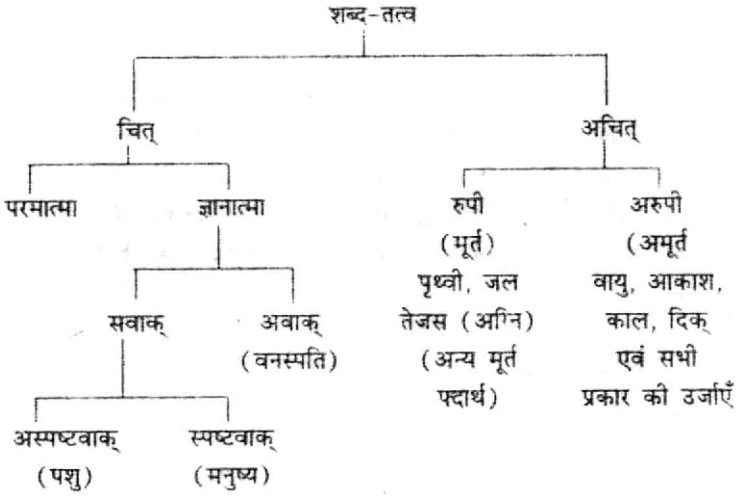 शब्द-तत्व
चित् अचित्
परमात्मा ज्ञानात्मा रुपी अरुपी
(मूर्त) (अमूर्त
पृथ्वी, जल वायु, आकाश,
सवाक् अवाक् तेजस (अग्नि) काल, दिक्
(वनस्पति) (अन्य मूर्त एवं सभी
फ्दार्थ) प्रकार की उर्जाएँ
अस्पष्टवाक् स्पष्टवाक्
(पशु) (मनुष्य)